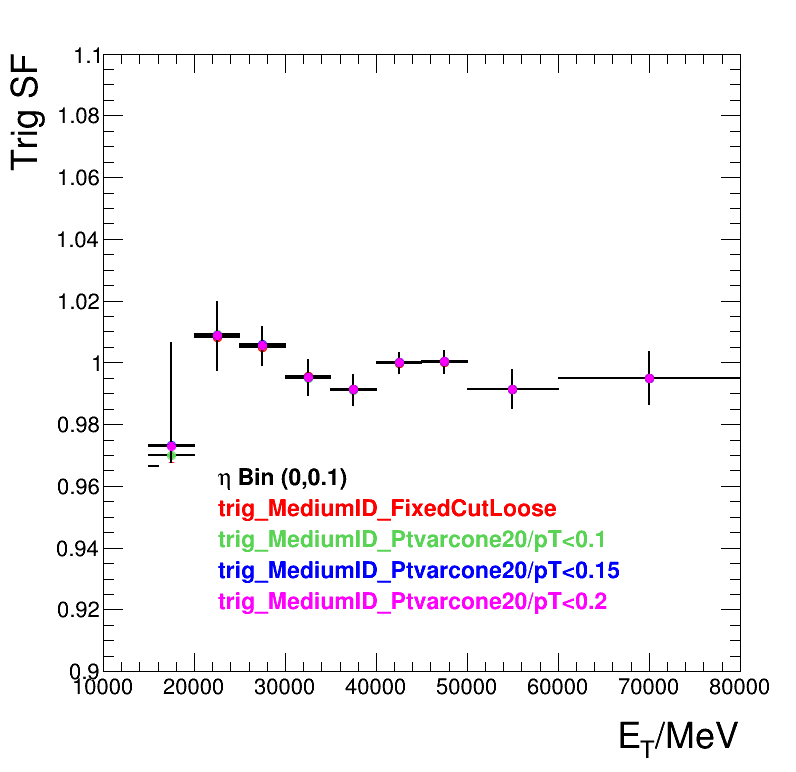 Trig SF
1.1
1.08
1.06
1.04
1.02
1
0.98
0.96
0.94
0.92
0.9
η Bin (0,0.1)
trig_MediumID_FixedCutLoose
trig_MediumID_Ptvarcone20/pT<0.1
trig_MediumID_Ptvarcone20/pT<0.15
trig_MediumID_Ptvarcone20/pT<0.2
10000 20000 30000 40000 50000 60000 70000 80000
E_T/MeV